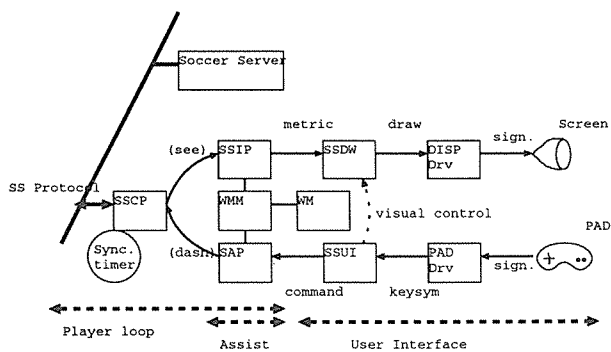 Soccer Server
metric
draw
Screen
(see)
SSIP
SSDW
DISP
Drv
sign.
SS Protocol
SSCP
WMM
WM
visual control
PAD
Sync.
timer
(dash)
SAP
SSUI
PAD
Drv
sign.
command
keysym
Player loop
Assist
User Interface